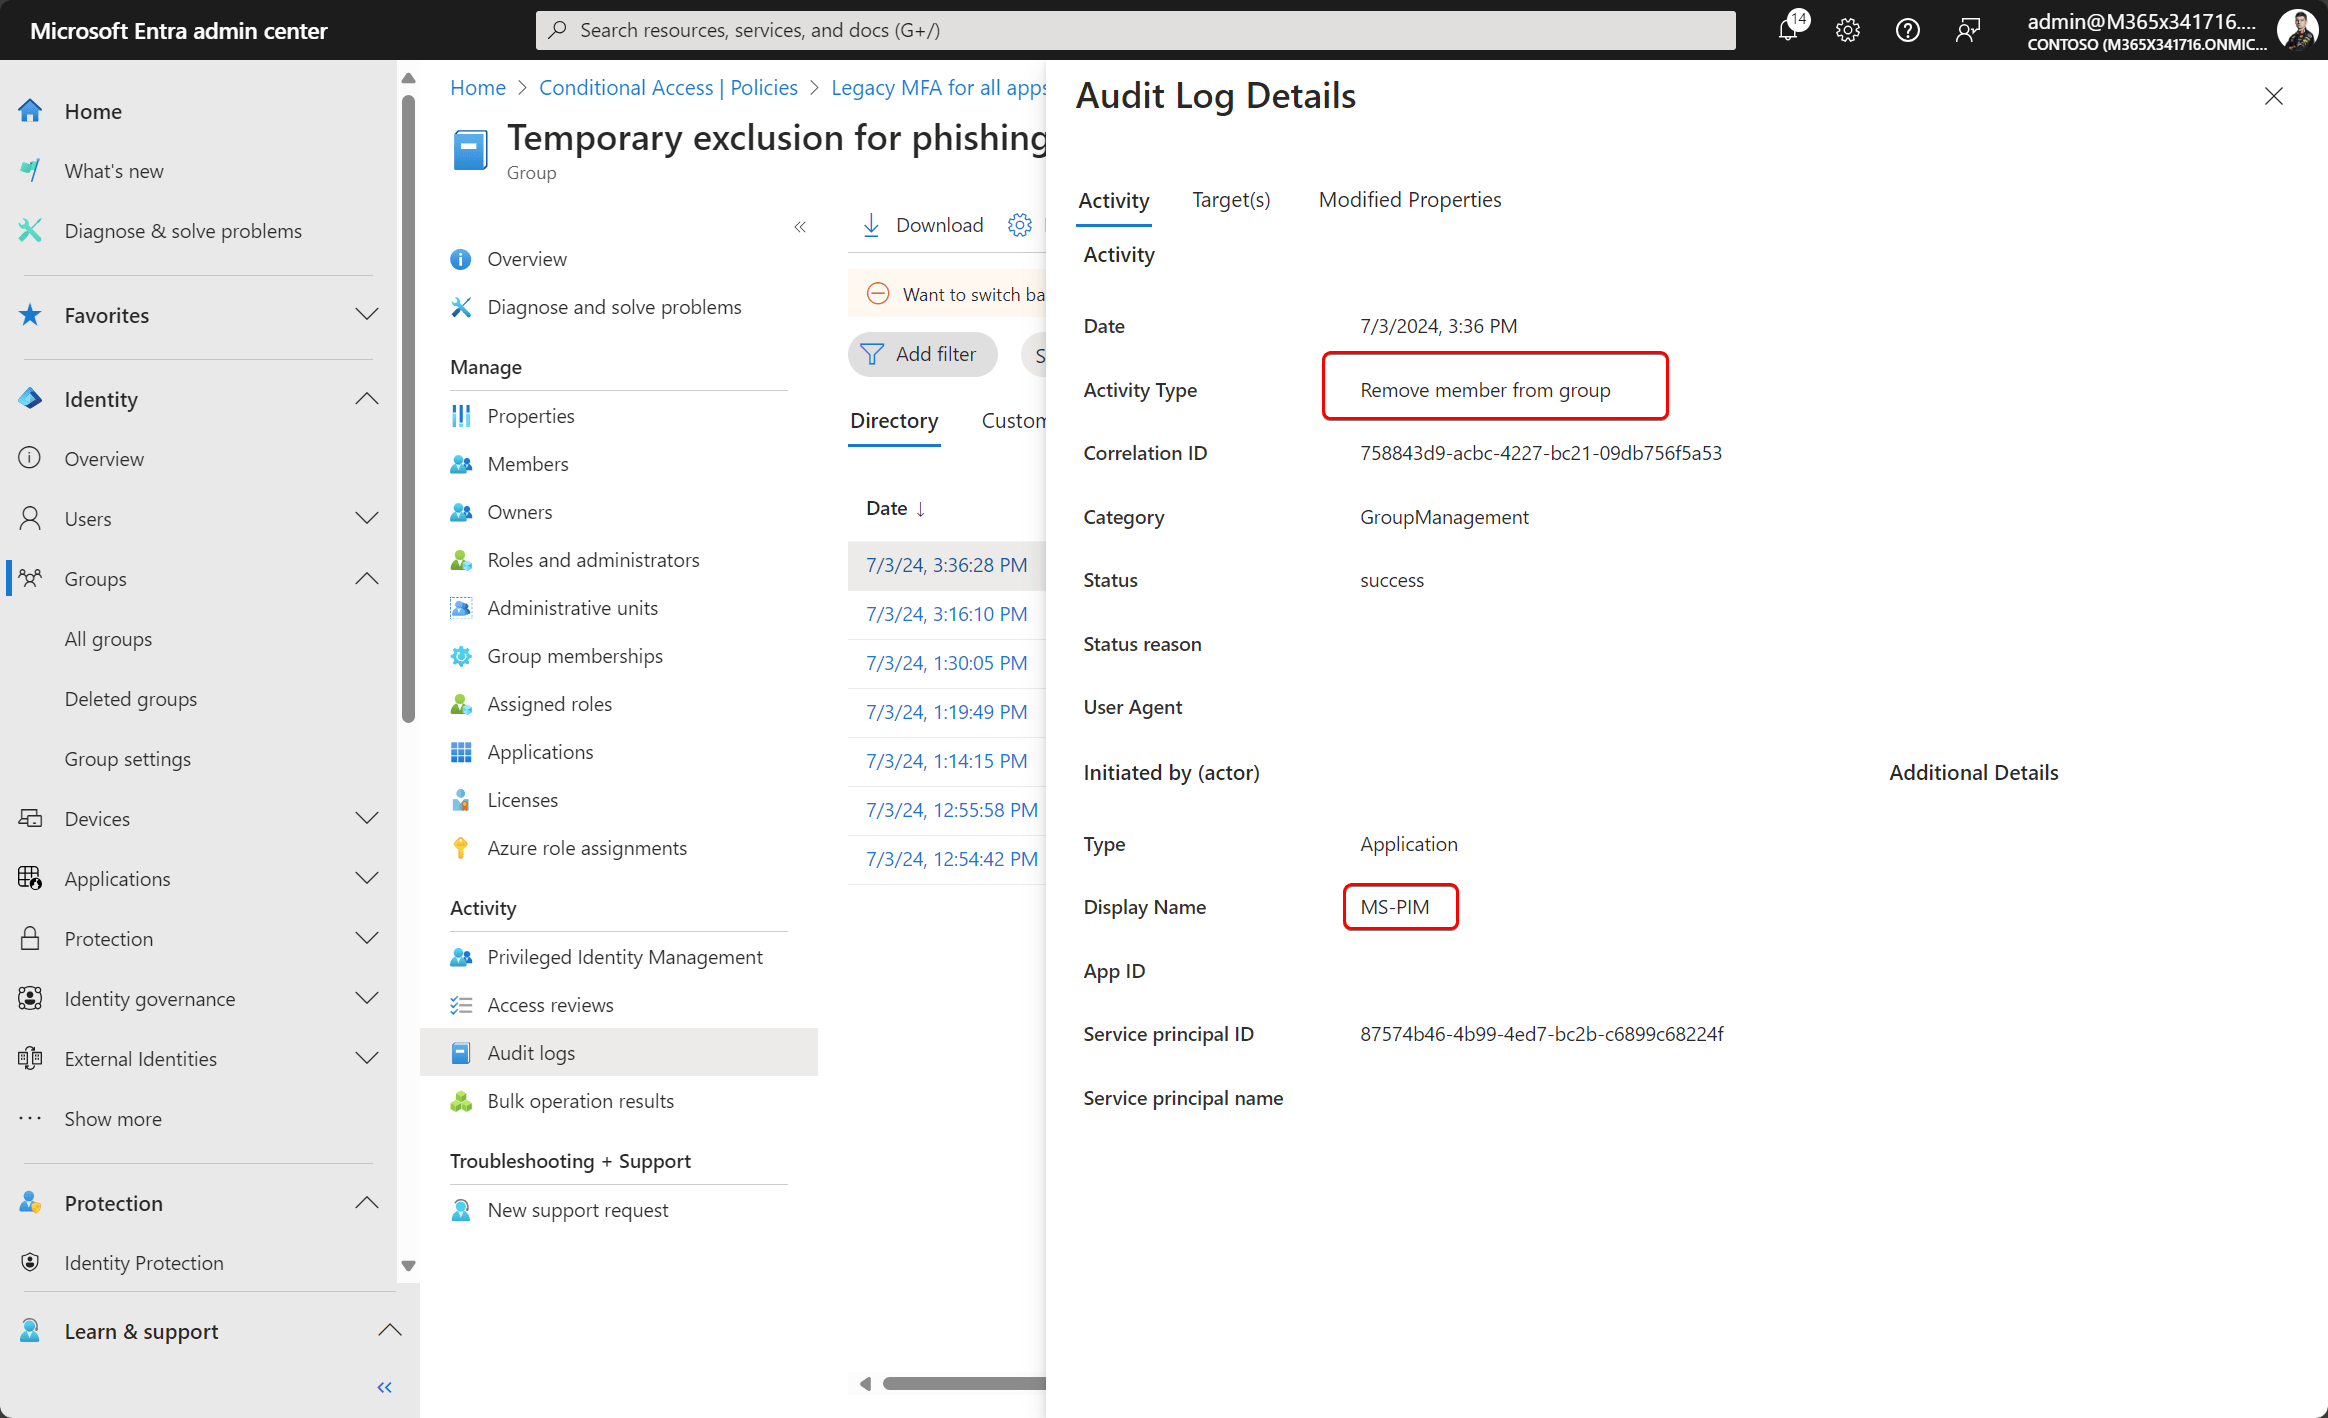 Microsoft Entra admin center
Search resources, services, and docs (G+/)
14
admin@M365x341716....
CONTOSO (M365X341716.ONMIC...
Home
What's new
Diagnose & solve problems
Favorites
Identity
Overview
Users
Groups
All groups
Deleted groups
Group settings
Devices
Applications
Protection
Identity governance
External Identities
Show more
Protection
Identity Protection
Learn & support
Home > Conditional Access | Policies > Legacy MFA for all apps
Temporary exclusion for phishing
Group
Overview
Diagnose and solve problems
Manage
Properties
Members
Owners
Roles and administrators
Administrative units
Group memberships
Assigned roles
Applications
Licenses
Azure role assignments
Activity
Privileged Identity Management
Access reviews
Audit logs
Bulk operation results
Troubleshooting + Support
New support request
Download
Want to switch ba
Add filter
S
Directory Custom
Date ↓
7/3/24, 3:36:28 PM
7/3/24, 3:16:10 PM
7/3/24, 1:30:05 PM
7/3/24, 1:19:49 PM
7/3/24, 1:14:15 PM
7/3/24, 12:55:58 PM
7/3/24, 12:54:42 PM
Audit Log Details
Activity Target(s) Modified Properties
Activity
Date 7/3/2024, 3:36 PM
Activity Type Remove member from group
Correlation ID 758843d9-acbc-4227-bc21-09db756f5a53
Category GroupManagement
Status success
Status reason
User Agent
Initiated by (actor) Additional Details
Type Application
Display Name MS-PIM
App ID
Service principal ID 87574b46-4b99-4ed7-bc2b-c6899c68224f
Service principal name